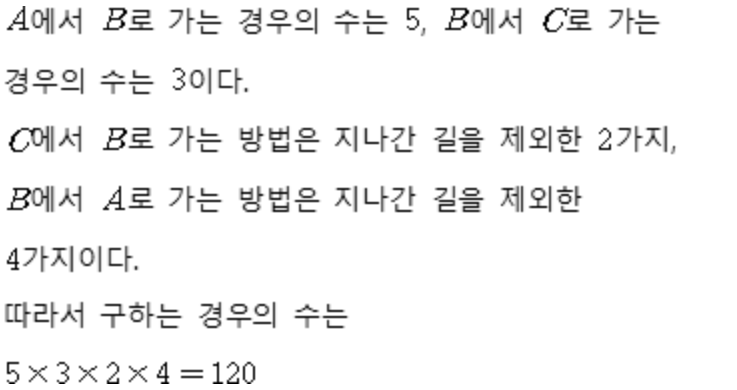 A에서 B로 가는 경우의 수는 5, B에서 C로 가는
경우의 수는 3이다.
C에서 B로 가는 방법은 지나간 길을 제외한 2가지,
B에서 A로 가는 방법은 지나간 길을 제외한
4가지이다.
따라서 구하는 경우의 수는
5×3×2×4=120